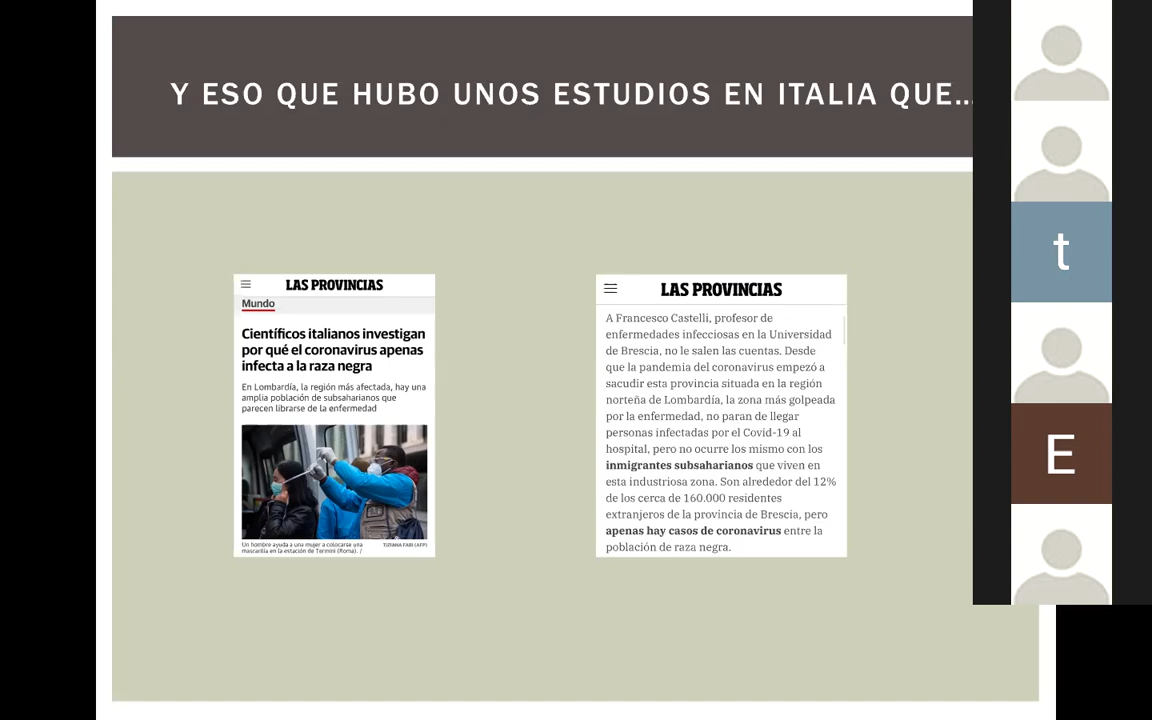 Y ESO QUE HUBO UNOS ESTUDIOS EN ITALIA QUE...
LAS PROVINCIAS
Mundo
Científicos italianos investigan
por qué el coronavirus apenas
infecta a la raza negra
En Lombardía, la región más afectada, hay una
amplia población de subsaharianos que
parecen librarse de la enfermedad
Un hombre ayuda a una mujer a colocarse una
mascarilla en la estación de Termini (Roma). /
TIZIANA FABI (AFP)
LAS PROVINCIAS
A Francesco Castelli, profesor de
enfermedades infecciosas en la Universidad
de Brescia, no le salen las cuentas. Desde
que la pandemia del coronavirus empezó a
sacudir esta provincia situada en la región
norteña de Lombardía, la zona más golpeada
por la enfermedad, no paran de llegar
personas infectadas por el Covid-19 al
hospital, pero no ocurre los mismo con los
inmigrantes subsaharianos que viven en
esta industriosa zona. Son alrededor del 12%
de los cerca de 160.000 residentes
extranjeros de la provincia de Brescia, pero
apenas hay casos de coronavirus entre la
población de raza negra.
t
E